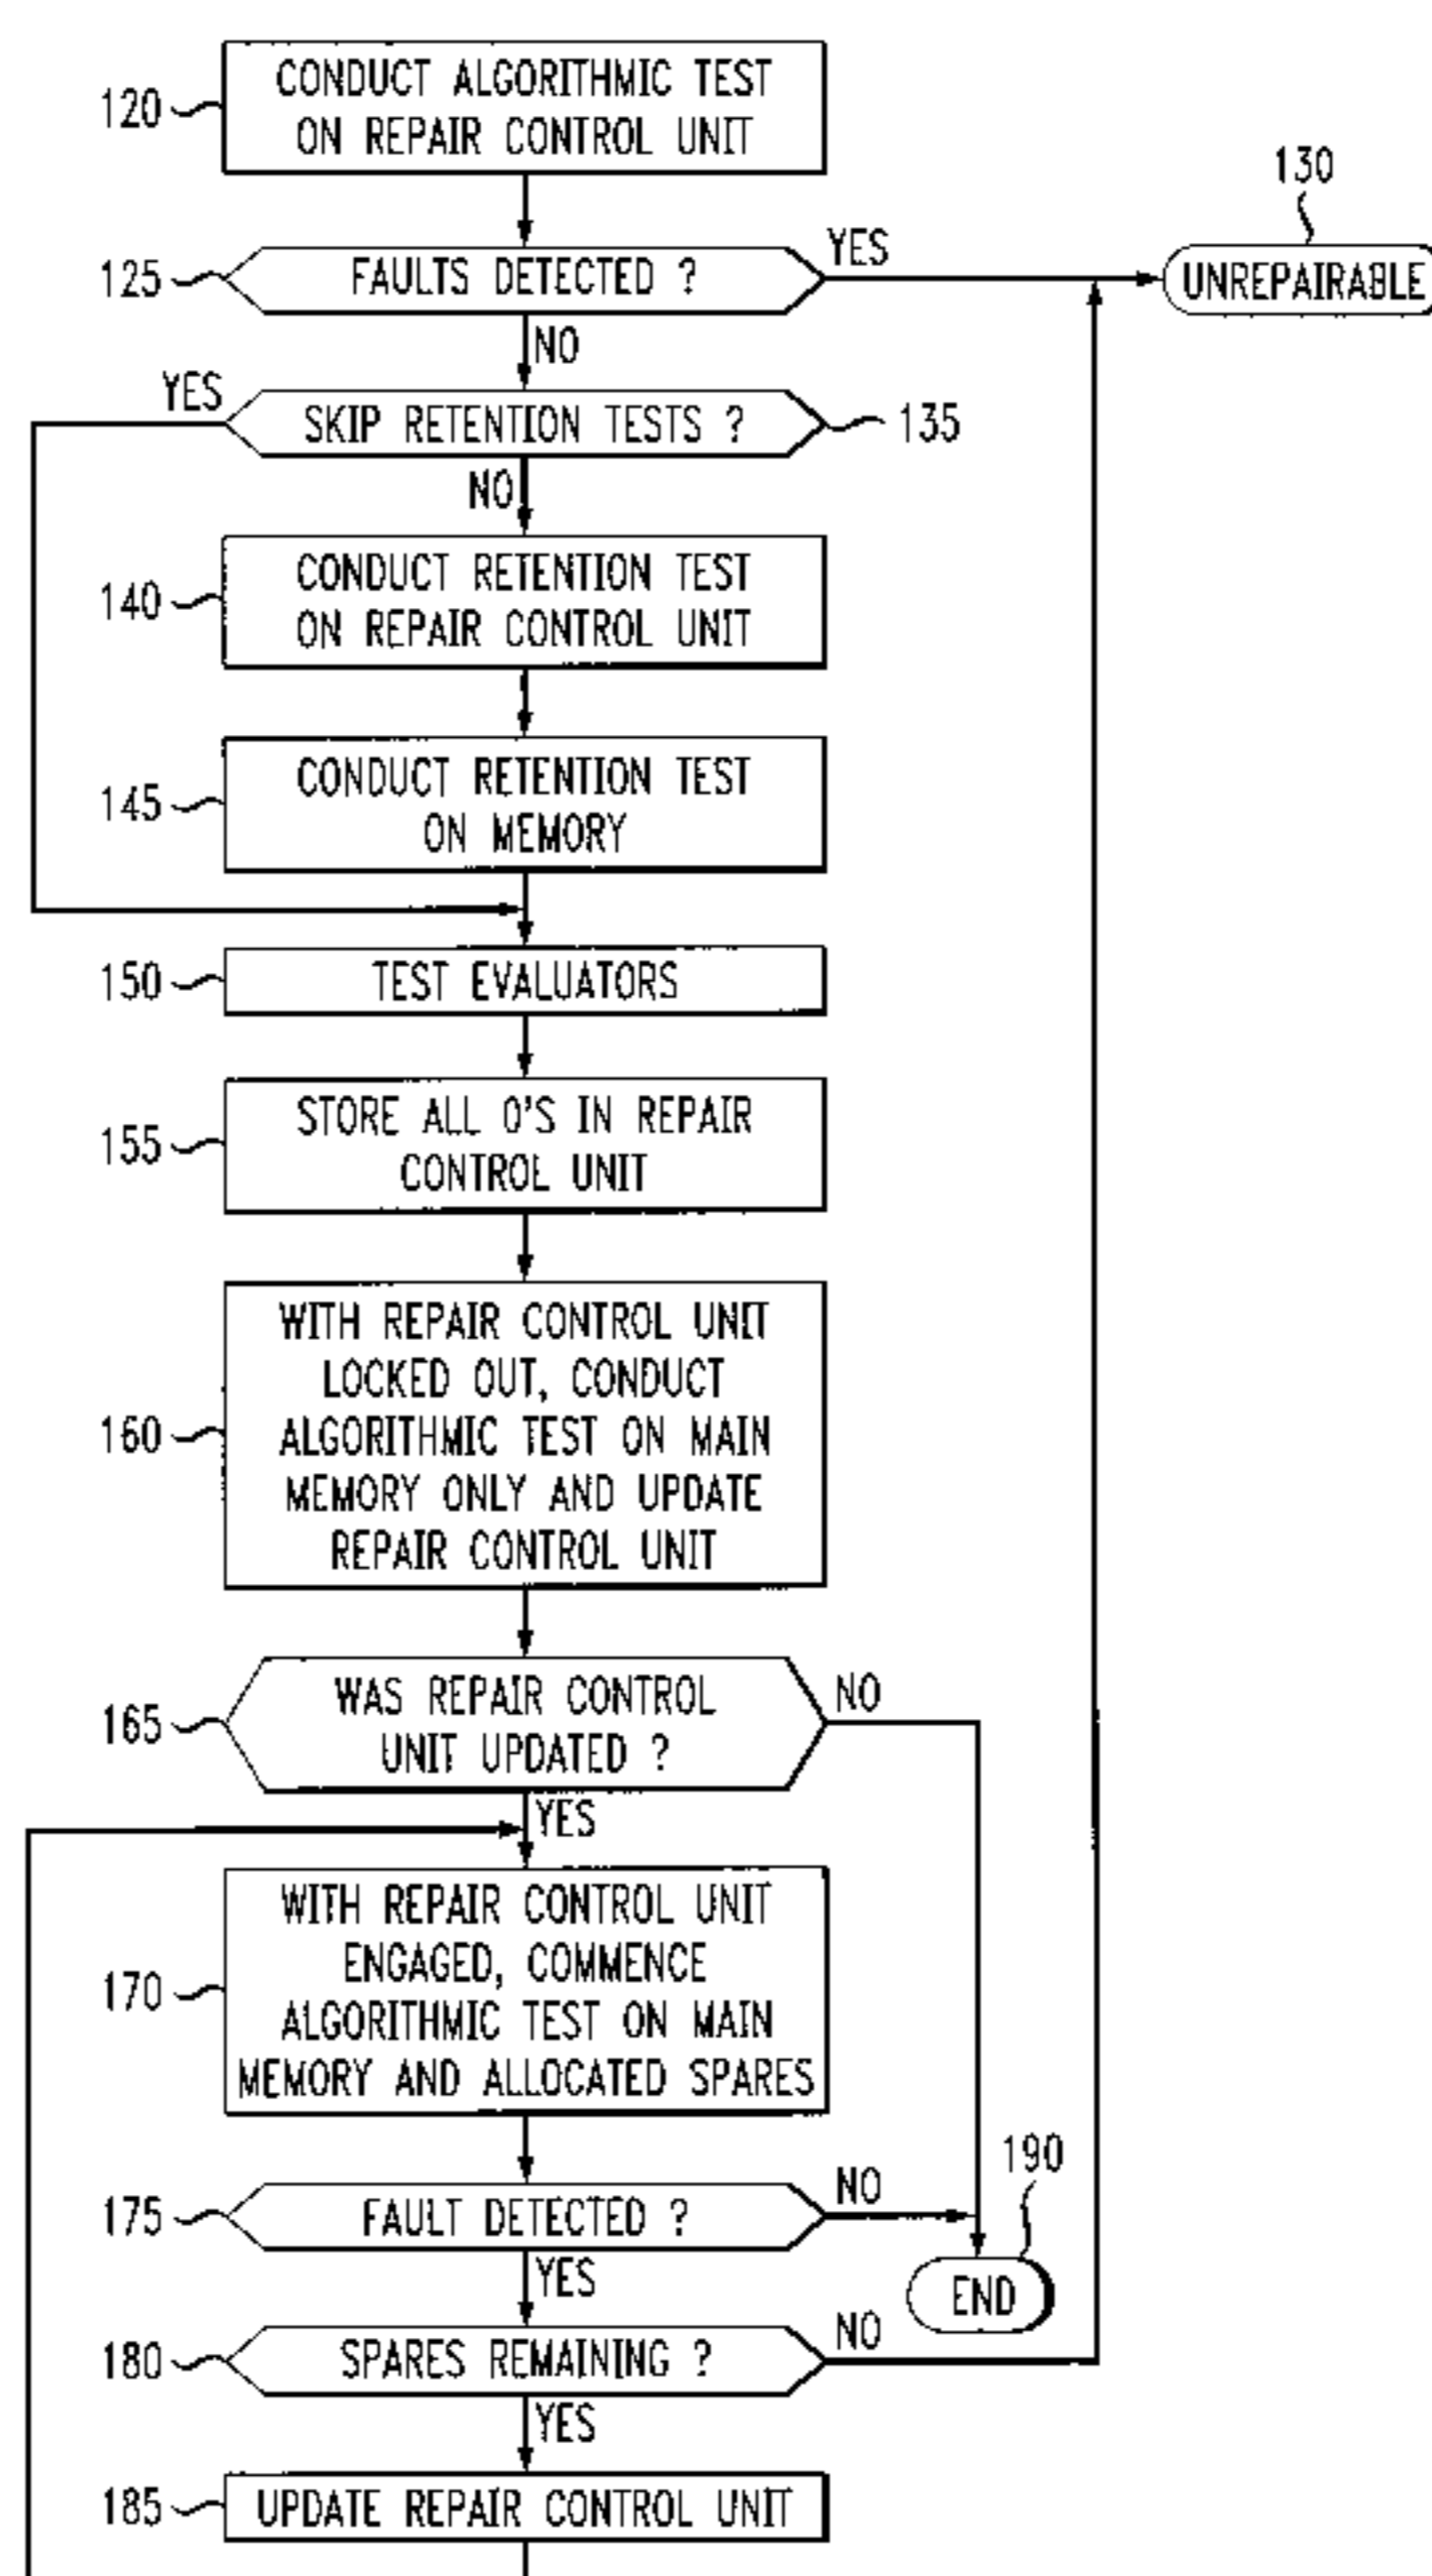 CONDUCT ALGORITHMIC TEST
ON REPAIR CONTROL UNIT
120
130
FAULTS DETECTED ?
125
YES
UNREPAIRABLE
NO
YES
SKIP RETENTION TESTS ?
135
NO
CONDUCT RETENTION TEST
ON REPAIR CONTROL UNIT
140
CONDUCT RETENTION TEST
ON MEMORY
145
150
TEST EVALUATORS
STORE ALL 0'S IN REPAIR
CONTROL UNIT
155
WITH REPAIR CONTROL UNIT
LOCKED OUT, CONDUCT
ALGORITHMIC TEST ON MAIN
MEMORY ONLY AND UPDATE
REPAIR CONTROL UNIT
160
WAS REPAIR CONTROL
UNIT UPDATED ?
165
NO
YES
WITH REPAIR CONTROL UNIT
ENGAGED, COMMENCE
ALGORITHMIC TEST ON MAIN
MEMORY AND ALLOCATED SPARES
170
190
175
FAULT DETECTED ?
NO
YES
END
180
SPARES REMAINING ?
NO
YES
185
UPDATE REPAIR CONTROL UNIT